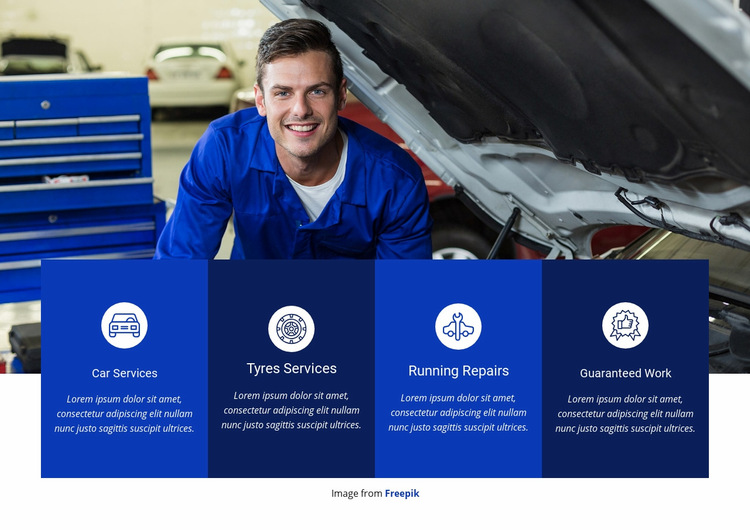 Car Services
Lorem ipsum dolor sit amet,
consectetur adipiscing elit nullam
nunc justo sagittis suscipit ultrices.
Tyres Services
Lorem ipsum dolor sit amet,
consectetur adipiscing elit nullam
nunc justo sagittis suscipit ultrices.
Running Repairs
Lorem ipsum dolor sit amet,
consectetur adipiscing elit nullam
nunc justo sagittis suscipit ultrices.
Guaranteed Work
Lorem ipsum dolor sit amet,
consectetur adipiscing elit nullam
nunc justo sagittis suscipit ultrices.
Image from Freepik